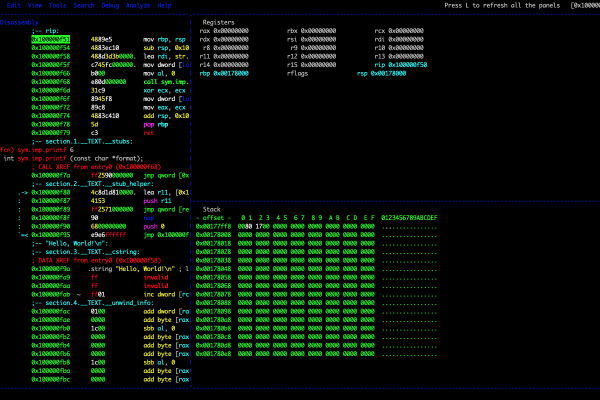 Edit View Tools Search Debug Analyze Help Press L to refresh all the panels [0x10000
Disassembly
;-- rip:
0x100000f51 4889e5 mov rbp, rsp
0x100000f54 4883ec10 sub rsp, 0x10
0x100000f58 488d3d3b0000. lea rdi, str.
0x100000f5f c745fc000000. mov dword [lo
0x100000f66 b000 mov al, 0
0x100000f68 e80d000000 call sym.imp.
0x100000f6d 31c9 xor ecx, ecx
0x100000f6f 8945f8 mov dword [lo
0x100000f72 89c8 mov eax, ecx
0x100000f74 4883c410 add rsp, 0x10
0x100000f78 5d pop rbp
0x100000f79 c3 ret
;-- section.1.__TEXT.__stubs:
fcn) sym.imp.printf 6
int sym.imp.printf (const char *format);
; CALL XREF from entry0 (0x100000f68)
0x100000f7a ff2590000000 jmp qword [0x
;-- section.2.__TEXT.__stub_helper:
.-> 0x100000f80 4c8d1d810000. lea r11, [0x1
: 0x100000f87 4153 push r11
: 0x100000f89 ff2571000000 jmp qword [re
: 0x100000f8f 90 nop
: 0x100000f90 6800000000 push 0
`=< 0x100000f95 e9e6ffffff jmp 0x100000f
;-- "Hello, World!\n":
;-- section.3.__TEXT.__cstring:
; DATA XREF from entry0 (0x100000f58)
0x100000f9a .string "Hello, World!\n" ; l
0x100000fa9 ff invalid
0x100000faa ff invalid
0x100000fab ~ ff01 inc dword [rc
;-- section.4.__TEXT.__unwind_info:
0x100000fac 0100 add dword [ra
0x100000fae 0000 add byte [rax
0x100000fb0 1c00 sbb al, 0
0x100000fb2 0000 add byte [rax
0x100000fb4 0000 add byte [rax
0x100000fb6 0000 add byte [rax
0x100000fb8 1c00 sbb al, 0
0x100000fba 0000 add byte [rax
0x100000fbc 0000 add byte [rax
Registers
rax 0x00000000 rbx 0x00000000 rcx 0x00000000
rdx 0x00000000 rsi 0x00000000 rdi 0x00000000
r8 0x00000000 r9 0x00000000 r10 0x00000000
r11 0x00000000 r12 0x00000000 r13 0x00000000
r14 0x00000000 r15 0x00000000 rip 0x100000f50
rbp 0x00178000 rflags rsp 0x00178000
Stack
- offset - 0 1 2 3 4 5 6 7 8 9 A B C D E F 0123456789ABCDEF
0x00177ff8 0080 1700 0000 0000 0000 0000 0000 0000 ................
0x00178008 0000 0000 0000 0000 0000 0000 0000 0000 ................
0x00178018 0000 0000 0000 0000 0000 0000 0000 0000 ................
0x00178028 0000 0000 0000 0000 0000 0000 0000 0000 ................
0x00178038 0000 0000 0000 0000 0000 0000 0000 0000 ................
0x00178048 0000 0000 0000 0000 0000 0000 0000 0000 ................
0x00178058 0000 0000 0000 0000 0000 0000 0000 0000 ................
0x00178068 0000 0000 0000 0000 0000 0000 0000 0000 ................
0x00178078 0000 0000 0000 0000 0000 0000 0000 0000 ................
0x00178088 0000 0000 0000 0000 0000 0000 0000 0000 ................
0x00178098 0000 0000 0000 0000 0000 0000 0000 0000 ................
0x001780a8 0000 0000 0000 0000 0000 0000 0000 0000 ................
0x001780b8 0000 0000 0000 0000 0000 0000 0000 0000 ................
0x001780c8 0000 0000 0000 0000 0000 0000 0000 0000 ................
0x001780d8 0000 0000 0000 0000 0000 0000 0000 0000 ................
0x001780e8 0000 0000 0000 0000 0000 0000 0000 0000 ................